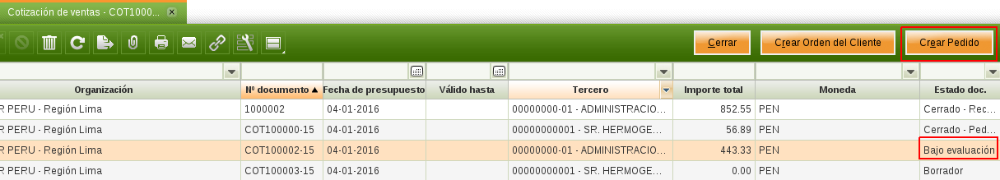 Cotización de ventas - COT1000...
Cerrar Crear Orden del Cliente Crear Pedido
Organización Nº documento Fecha de presupuesto Válido hasta Tercero Importe total Moneda Estado doc.
R PERU - Región Lima 1000002 04-01-2016 00000000-01 - ADMINISTRACIO... 852.55 PEN Cerrado - Rec...
R PERU - Región Lima COT100000-15 04-01-2016 00000000001 - SR. HERMOGE... 56.89 PEN Cerrado - Ped...
R PERU - Región Lima COT100002-15 04-01-2016 00000000-01 - ADMINISTRACIO... 443.33 PEN Bajo evaluación
R PERU - Región Lima COT100003-15 04-01-2016 00000000001 - SR. HERMOGE... 0.00 PEN Borrador